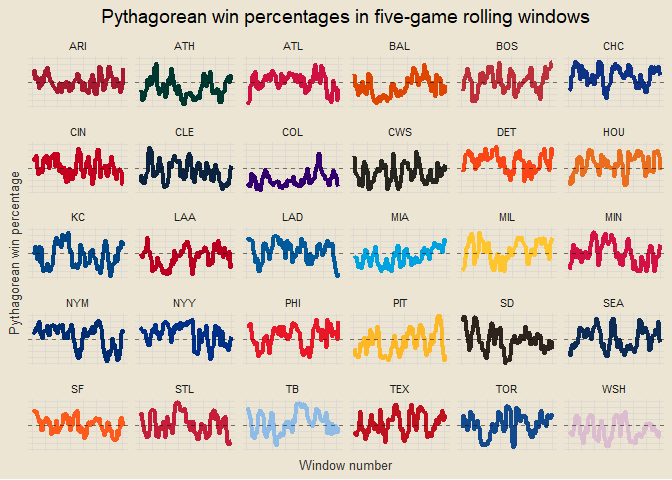 Pythagorean win percentages in five-game rolling windows
ARI ATH ATL BAL BOS CHC
CIN CLE COL CWS DET HOU
KC LAA LAD MIA MIL MIN
NYM NYY PHI PIT SD SEA
SF STL TB TEX TOR WSH
Pythagorean win percentage
Window number